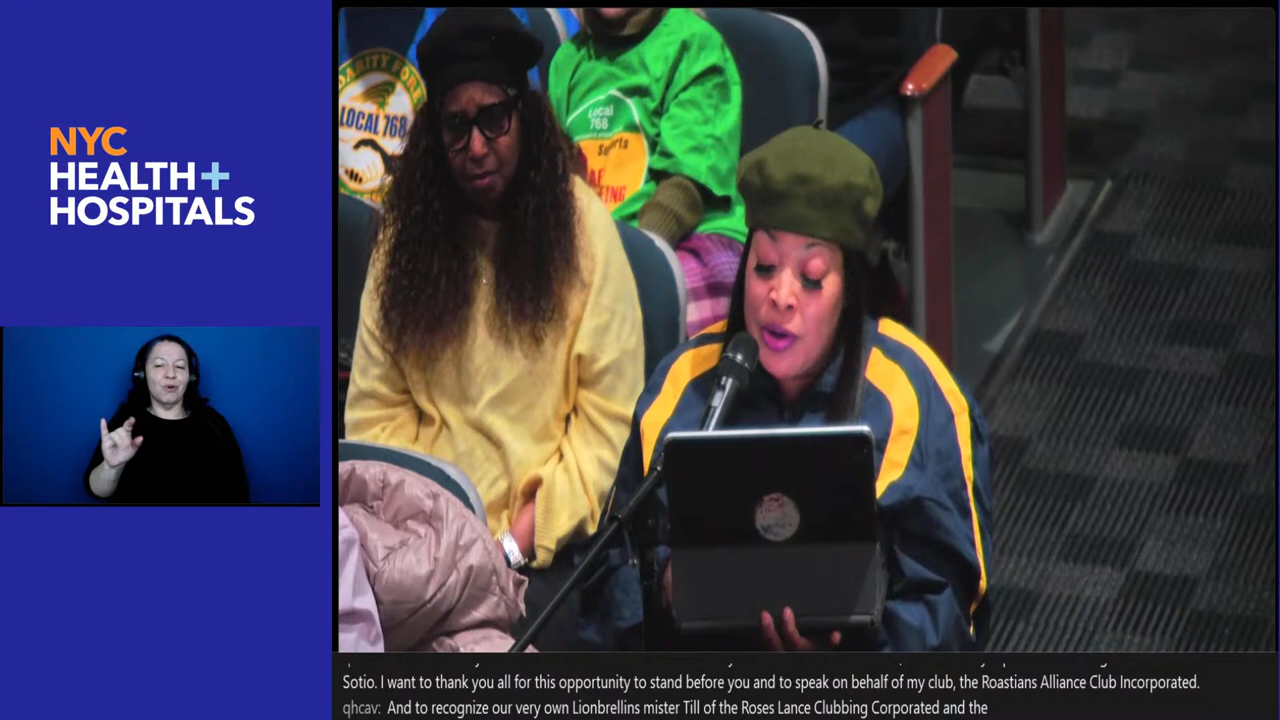 NYC
HEALTH+
HOSPITALS
DARITY FORE
LOCAL 768
Local
768
Sotio. I want to thank you all for this opportunity to stand before you and to speak on behalf of my club, the Roastians Alliance Club Incorporated.
qhcav: And to recognize our very own Lionbrellins mister Till of the Roses Lance Clubbing Corporated and the